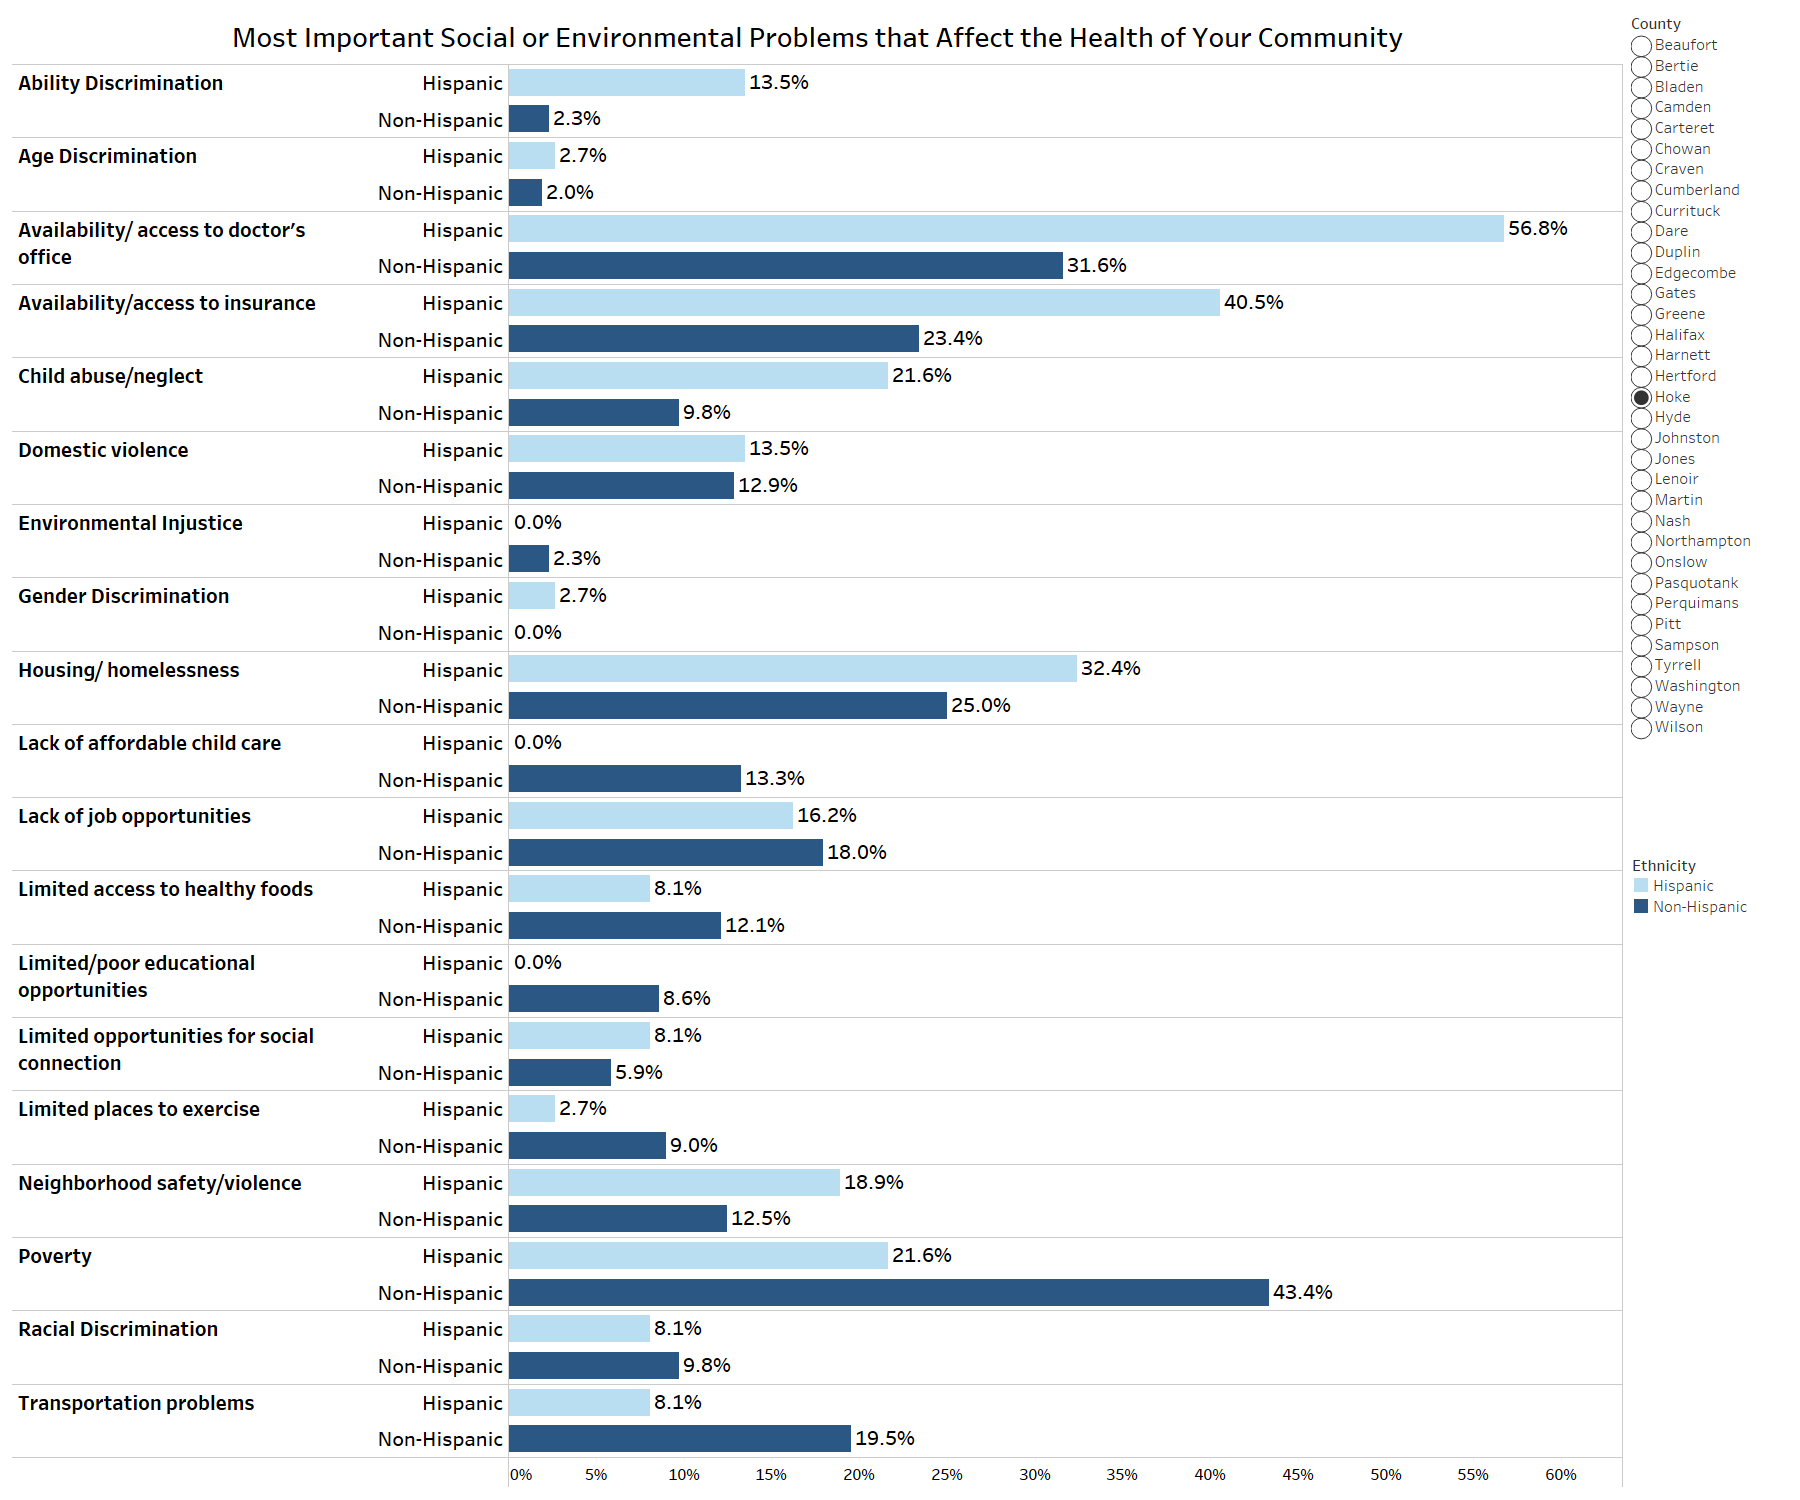 Most Important Social or Environmental Problems that Affect the Health of Your Community
Ability Discrimination
Hispanic 13.5%
Non-Hispanic 2.3%
Age Discrimination
Hispanic 2.7%
Non-Hispanic 2.0%
Availability/ access to doctor’s
office
Hispanic 56.8%
Non-Hispanic 31.6%
Availability/access to insurance
Hispanic 40.5%
Non-Hispanic 23.4%
Child abuse/neglect
Hispanic 21.6%
Non-Hispanic 9.8%
Domestic violence
Hispanic 13.5%
Non-Hispanic 12.9%
Environmental Injustice
Hispanic 0.0%
Non-Hispanic 2.3%
Gender Discrimination
Hispanic 2.7%
Non-Hispanic 0.0%
Housing/ homelessness
Hispanic 32.4%
Non-Hispanic 25.0%
Lack of affordable child care
Hispanic 0.0%
Non-Hispanic 13.3%
Lack of job opportunities
Hispanic 16.2%
Non-Hispanic 18.0%
Limited access to healthy foods
Hispanic 8.1%
Non-Hispanic 12.1%
Limited/poor educational
opportunities
Hispanic 0.0%
Non-Hispanic 8.6%
Limited opportunities for social
connection
Hispanic 8.1%
Non-Hispanic 5.9%
Limited places to exercise
Hispanic 2.7%
Non-Hispanic 9.0%
Neighborhood safety/violence
Hispanic 18.9%
Non-Hispanic 12.5%
Poverty
Hispanic 21.6%
Non-Hispanic 43.4%
Racial Discrimination
Hispanic 8.1%
Non-Hispanic 9.8%
Transportation problems
Hispanic 8.1%
Non-Hispanic 19.5%
0% 5% 10% 15% 20% 25% 30% 35% 40% 45% 50% 55% 60%
County
Beaufort
Bertie
Bladen
Camden
Carteret
Chowan
Craven
Cumberland
Currituck
Dare
Duplin
Edgecombe
Gates
Greene
Halifax
Harnett
Hertford
Hoke
Hyde
Johnston
Jones
Lenoir
Martin
Nash
Northampton
Onslow
Pasquotank
Perquimans
Pitt
Sampson
Tyrrell
Washington
Wayne
Wilson
Ethnicity
Hispanic
Non-Hispanic